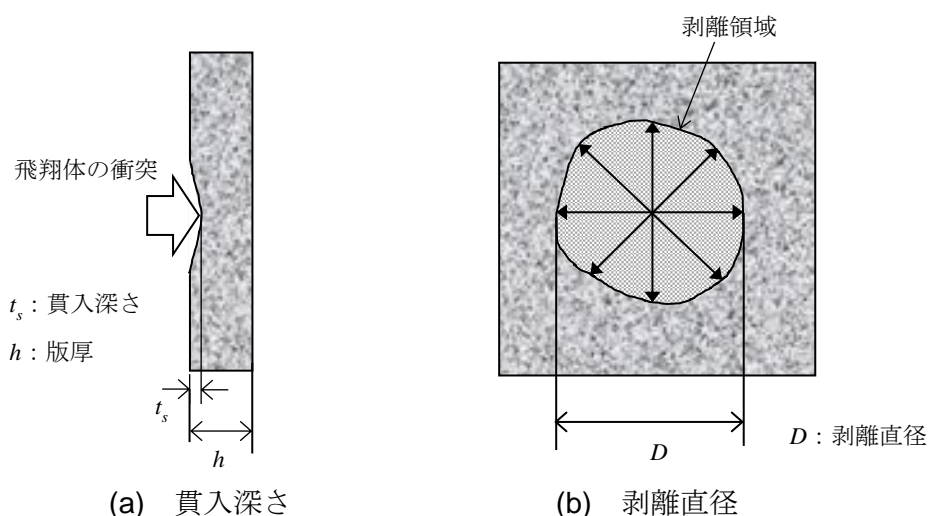 剥離領域
飛翔体の衝突
t_s：貫入深さ
h：版厚
t_s
h
D
D：剥離直径
(a) 貫入深さ
(b) 剥離直径